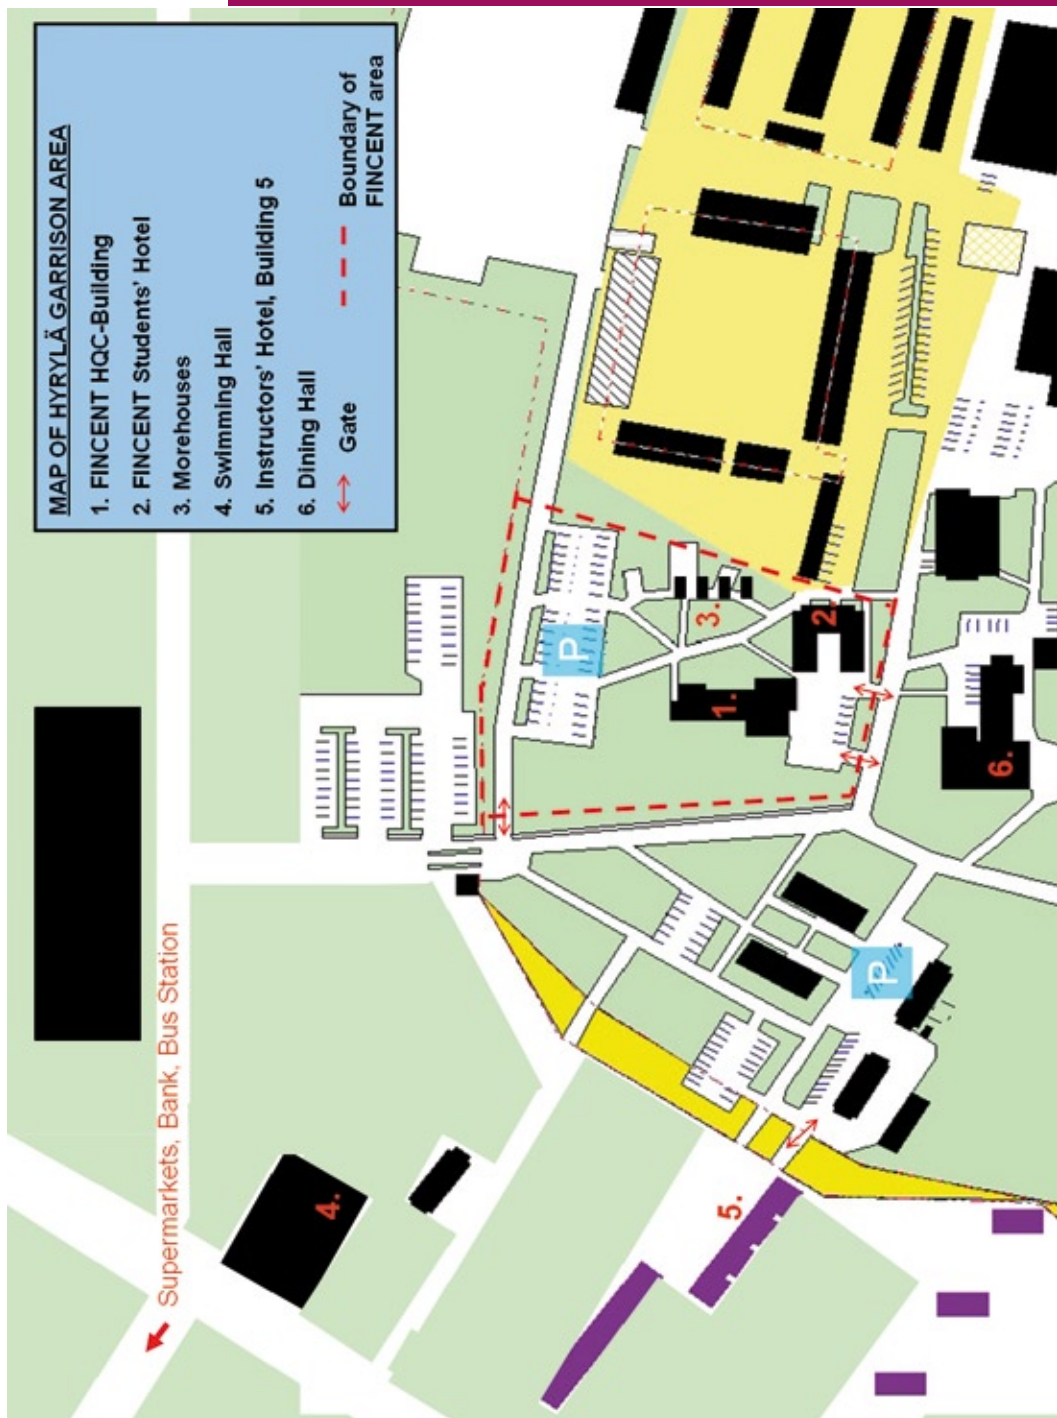 MAP OF HYRYLÄ GARRISON AREA
1. FINCENT HQC-Building
2. FINCENT Students' Hotel
3. Morehouses
4. Swimming Hall
5. Instructors' Hotel, Building 5
6. Dining Hall
Gate
Boundary of
FINCENT area
Supermarkets, Bank, Bus Station
P
3.
2.
1.
6.
P
4.
5.